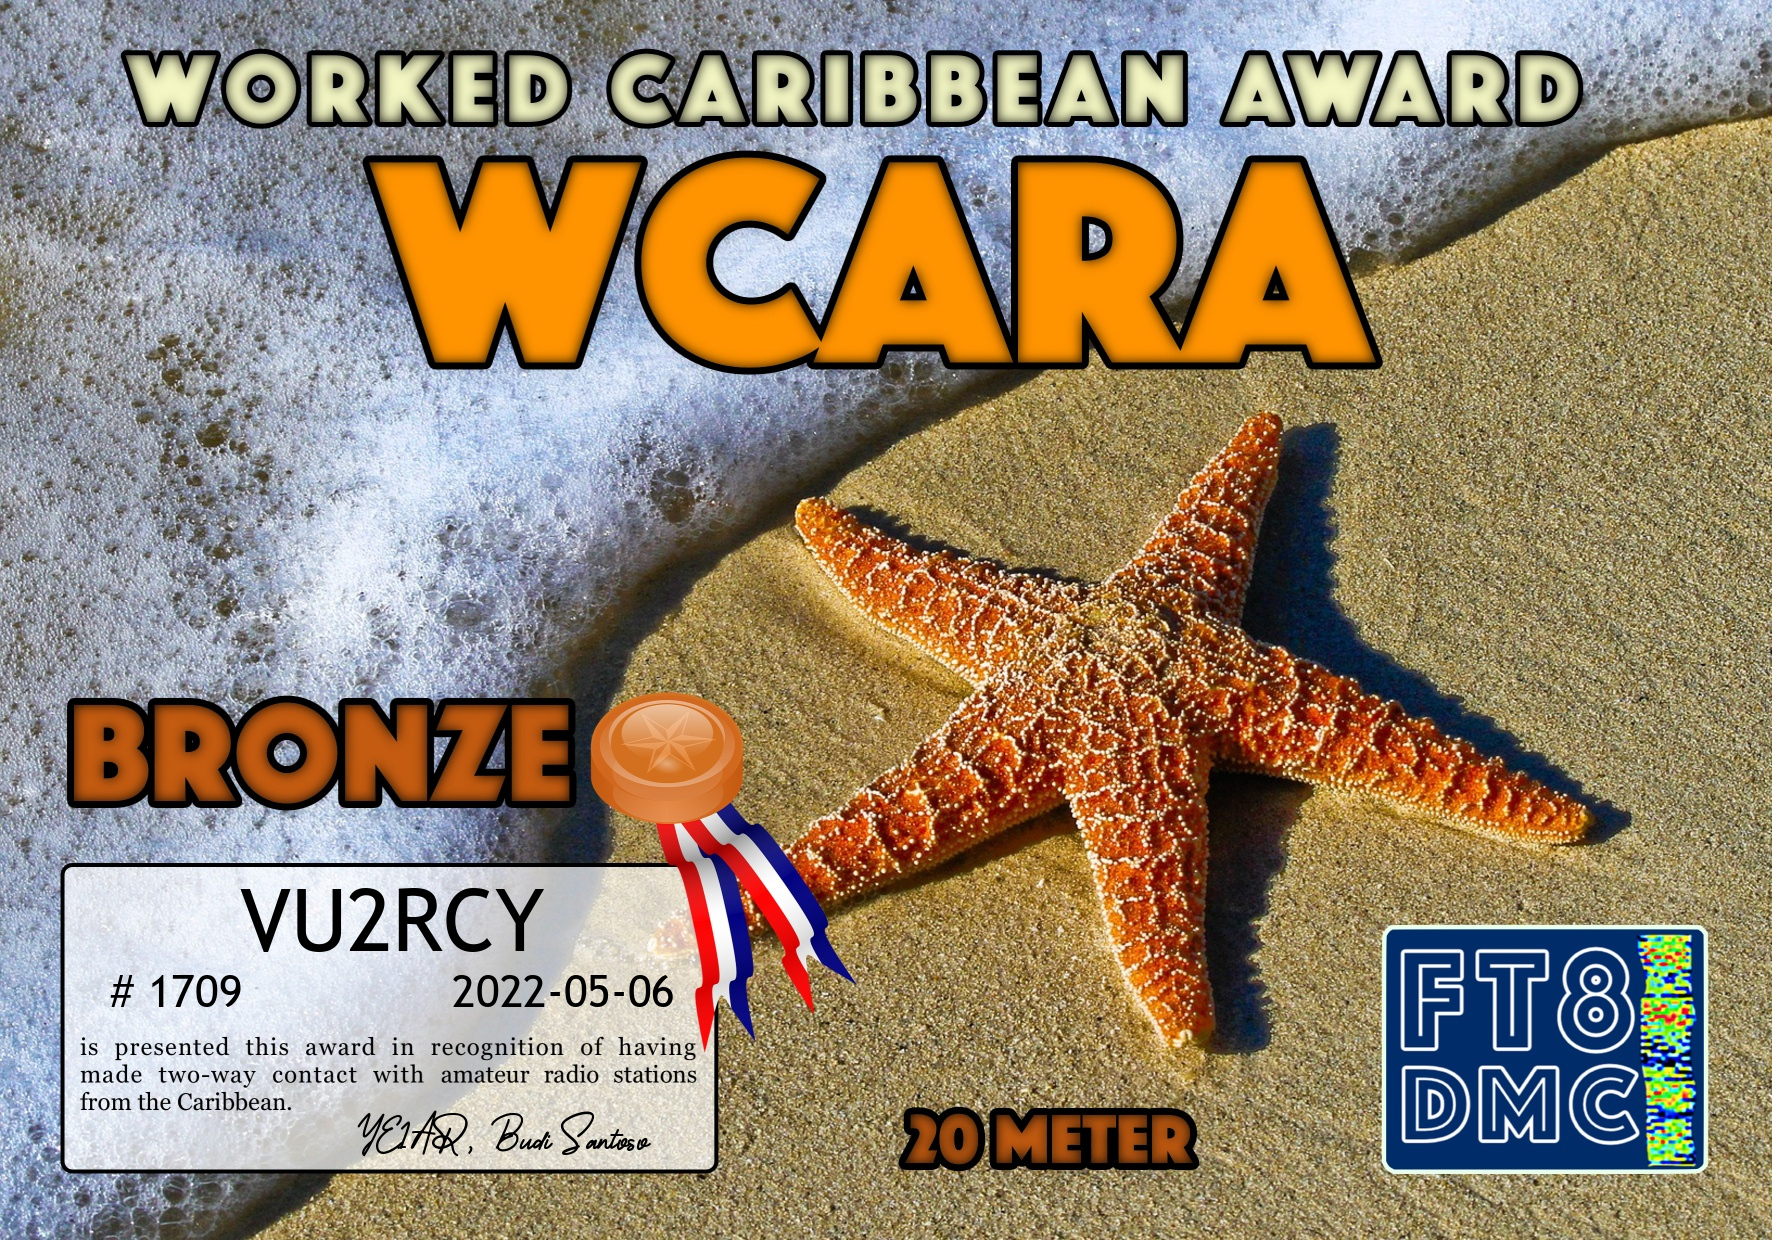 WORKED CARIBBEAN AWARD
WCARA
BRONZE
VU2RCY
# 1709 2022-05-06
is presented this award in recognition of having
made two-way contact with amateur radio stations
from the Caribbean.
YE1AR, Budi Santoso
20 METER
FT8
DMC